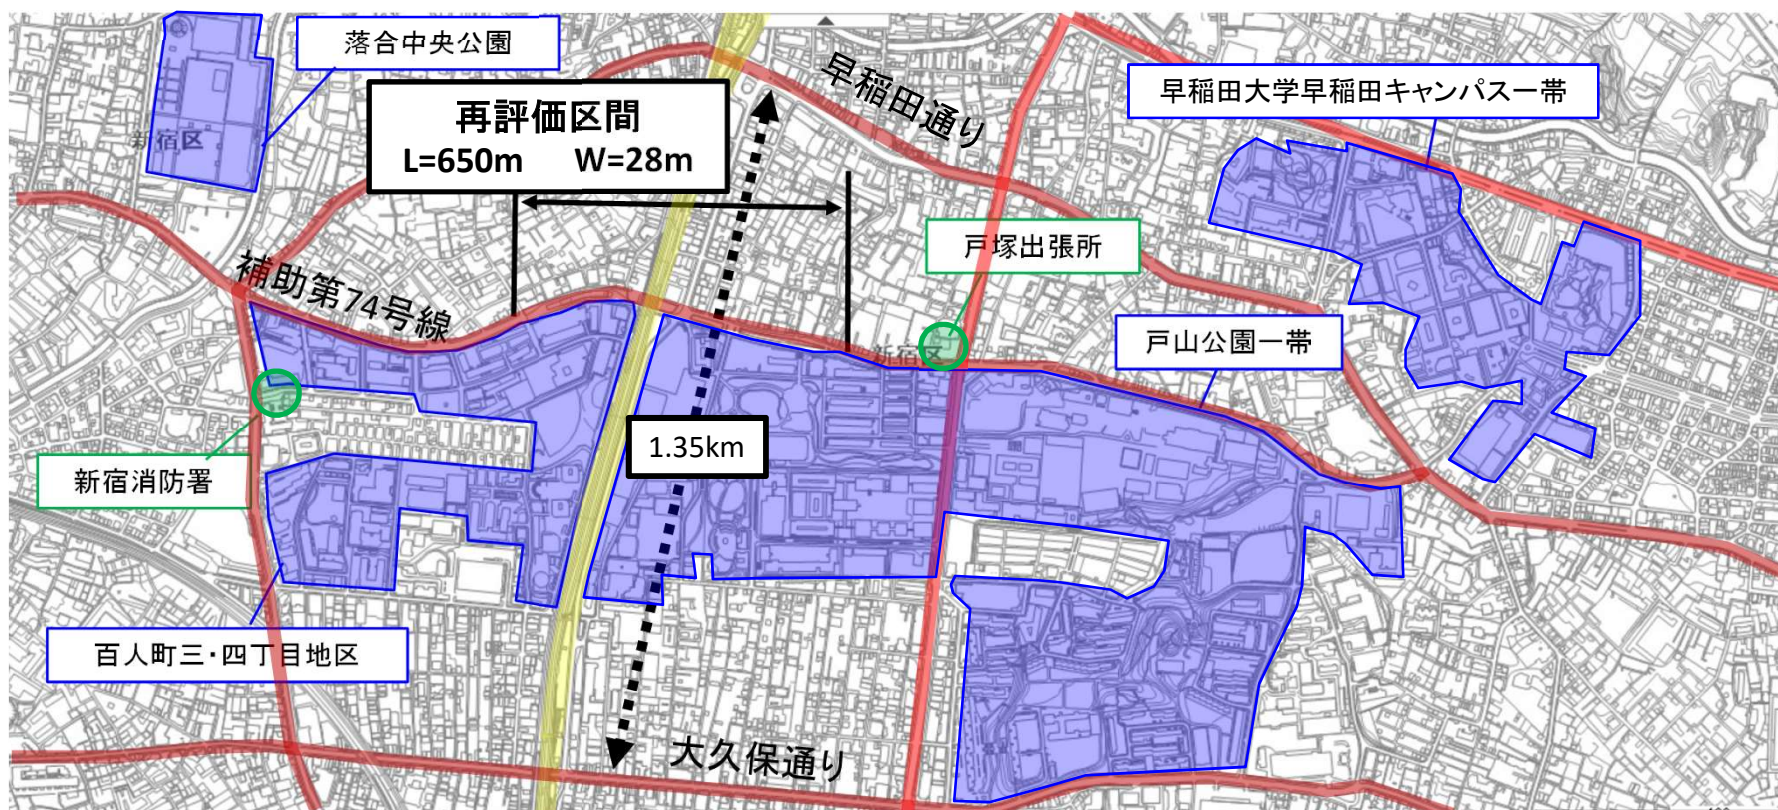 落合中央公園
早稲田通り
早稲田大学早稲田キャンパス一帯
再評価区間
L=650m W=28m
新宿区
戸塚出張所
補助第74号線
新宿区
戸山公園一帯
1.35km
新宿消防署
百人町三・四丁目地区
大久保通り